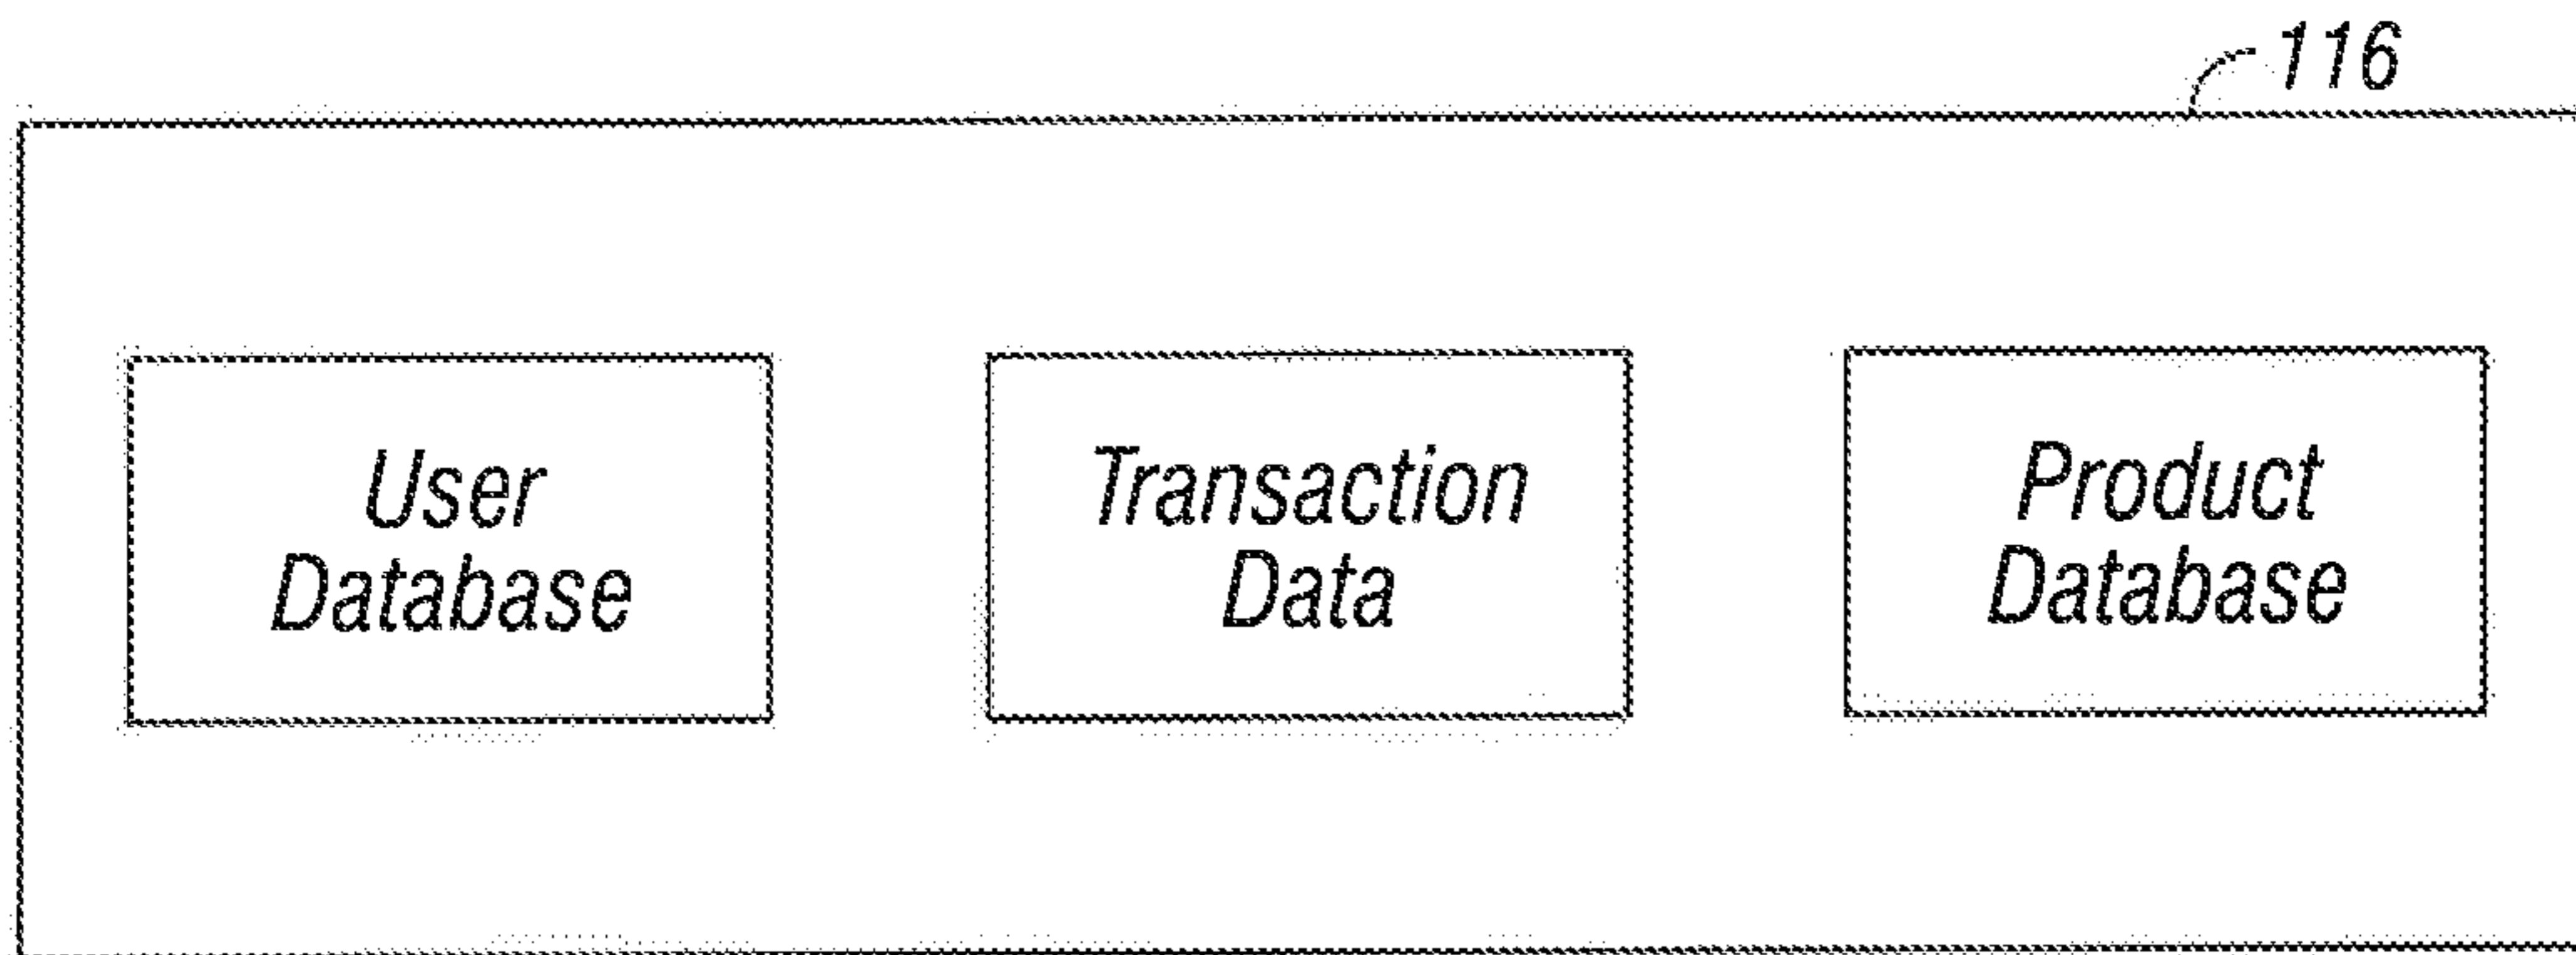 116
User
Database
Transaction
Data
Product
Database